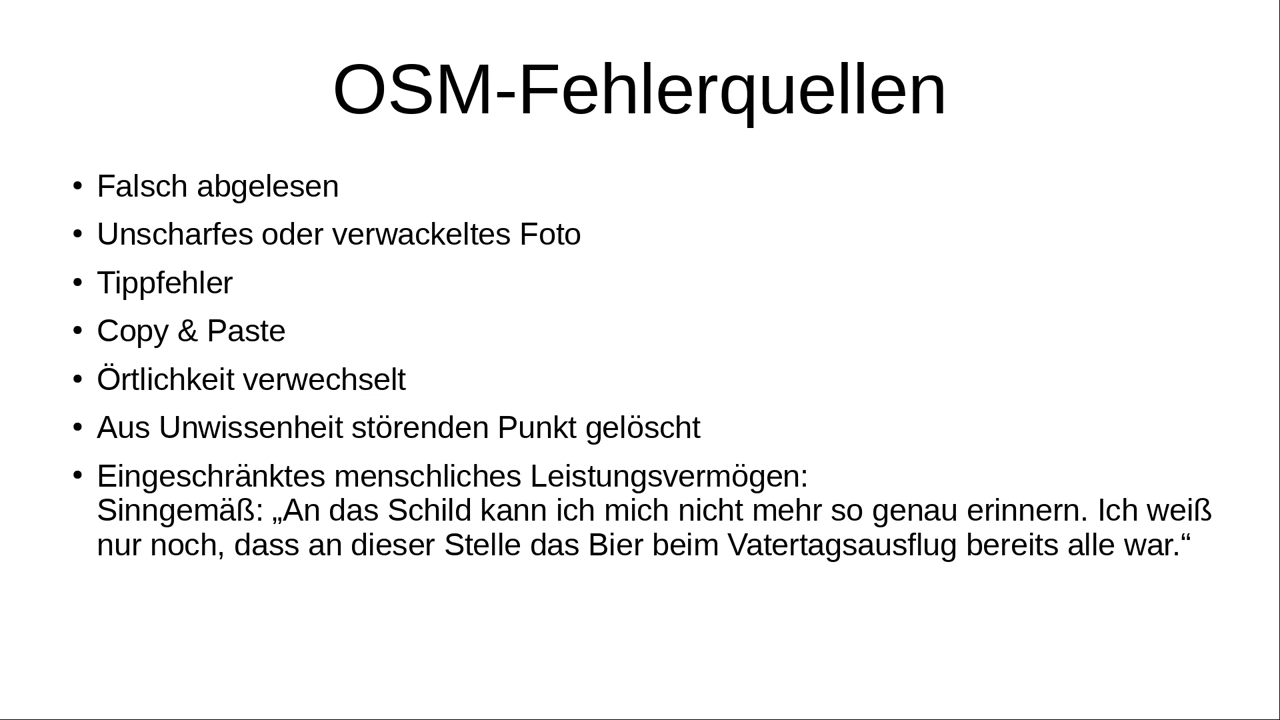 OSM-Fehlerquellen
• Falsch abgelesen
• Unscharfes oder verwackeltes Foto
• Tippfehler
• Copy & Paste
• Örtlichkeit verwechselt
• Aus Unwissenheit störenden Punkt gelöscht
• Eingeschränktes menschliches Leistungsvermögen:
Sinngemäß: „An das Schild kann ich mich nicht mehr so genau erinnern. Ich weiß
nur noch, dass an dieser Stelle das Bier beim Vatertagsausflug bereits alle war.“